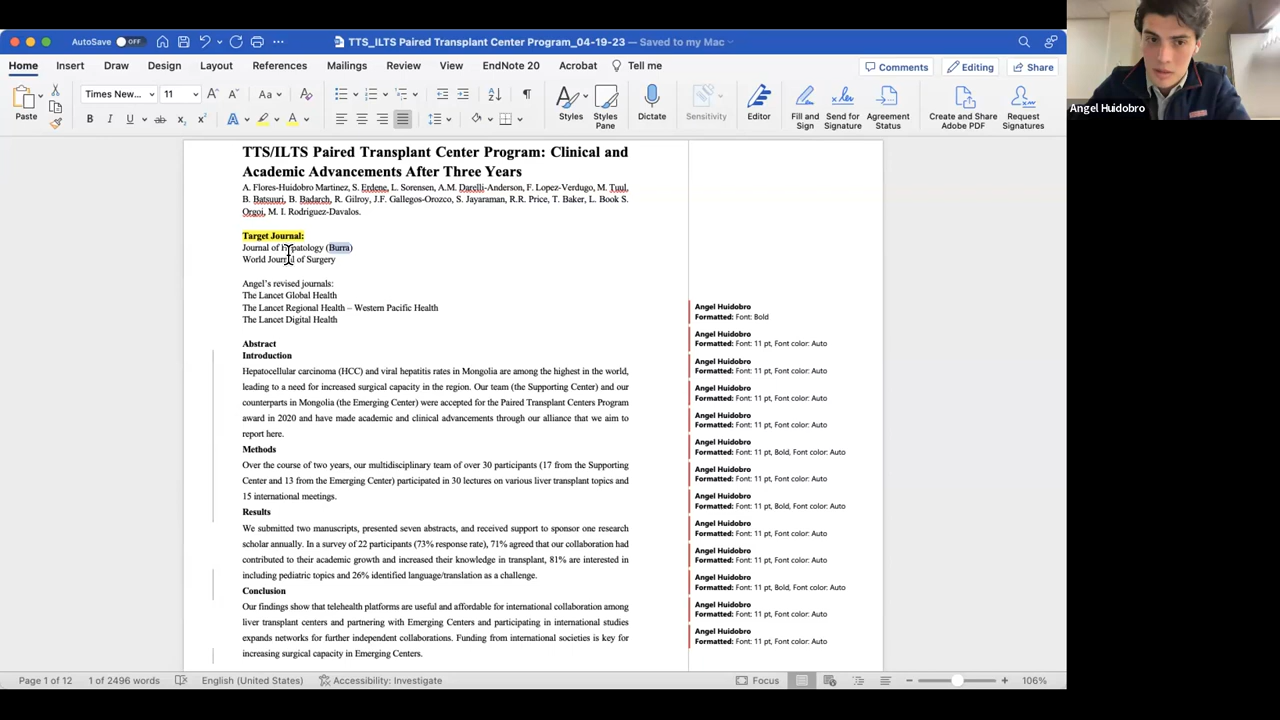 AutoSave OFF TTS_ILTS Paired Transplant Center Program_04-19-23 — Saved to my Mac
Home Insert Draw Design Layout References Mailings Review View EndNote 20 Acrobat Tell me Comments Editing Share
Paste Times New... 11 Styles Styles Pane Dictate Sensitivity Editor Fill and Sign Send for Signature Agreement Status Create and Share Adobe PDF Request Signatures
Angel Huidobro
TTS/ILTS Paired Transplant Center Program: Clinical and
Academic Advancements After Three Years
A. Flores-Huidobro Martinez, S. Erdene, L. Sorensen, A.M. Darelli-Anderson, F. Lopez-Verdugo, M. Tuul,
B. Batsuuri, B. Badarch, R. Gilroy, J.F. Gallegos-Orozco, S. Jayaraman, R.R. Price, T. Baker, L. Book S.
Orgoi, M. I. Rodriguez-Davalos.
Target Journal:
Journal of Hepatology (Burra)
World Journal of Surgery
Angel's revised journals:
The Lancet Global Health
The Lancet Regional Health – Western Pacific Health
The Lancet Digital Health
Abstract
Introduction
Hepatocellular carcinoma (HCC) and viral hepatitis rates in Mongolia are among the highest in the world,
leading to a need for increased surgical capacity in the region. Our team (the Supporting Center) and our
counterparts in Mongolia (the Emerging Center) were accepted for the Paired Transplant Centers Program
award in 2020 and have made academic and clinical advancements through our alliance that we aim to
report here.
Methods
Over the course of two years, our multidisciplinary team of over 30 participants (17 from the Supporting
Center and 13 from the Emerging Center) participated in 30 lectures on various liver transplant topics and
15 international meetings.
Results
We submitted two manuscripts, presented seven abstracts, and received support to sponsor one research
scholar annually. In a survey of 22 participants (73% response rate), 71% agreed that our collaboration had
contributed to their academic growth and increased their knowledge in transplant, 81% are interested in
including pediatric topics and 26% identified language/translation as a challenge.
Conclusion
Our findings show that telehealth platforms are useful and affordable for international collaboration among
liver transplant centers and partnering with Emerging Centers and participating in international studies
expands networks for further independent collaborations. Funding from international societies is key for
increasing surgical capacity in Emerging Centers.
Angel Huidobro
Formatted: Font: Bold
Angel Huidobro
Formatted: Font: 11 pt, Font color: Auto
Angel Huidobro
Formatted: Font: 11 pt, Font color: Auto
Angel Huidobro
Formatted: Font: 11 pt, Font color: Auto
Angel Huidobro
Formatted: Font: 11 pt, Font color: Auto
Angel Huidobro
Formatted: Font: 11 pt, Bold, Font color: Auto
Angel Huidobro
Formatted: Font: 11 pt, Font color: Auto
Angel Huidobro
Formatted: Font: 11 pt, Bold, Font color: Auto
Angel Huidobro
Formatted: Font: 11 pt, Font color: Auto
Angel Huidobro
Formatted: Font: 11 pt, Font color: Auto
Angel Huidobro
Formatted: Font: 11 pt, Bold, Font color: Auto
Angel Huidobro
Formatted: Font: 11 pt, Font color: Auto
Angel Huidobro
Formatted: Font: 11 pt, Font color: Auto
Page 1 of 12 1 of 2496 words English (United States) Accessibility: Investigate Focus 106%